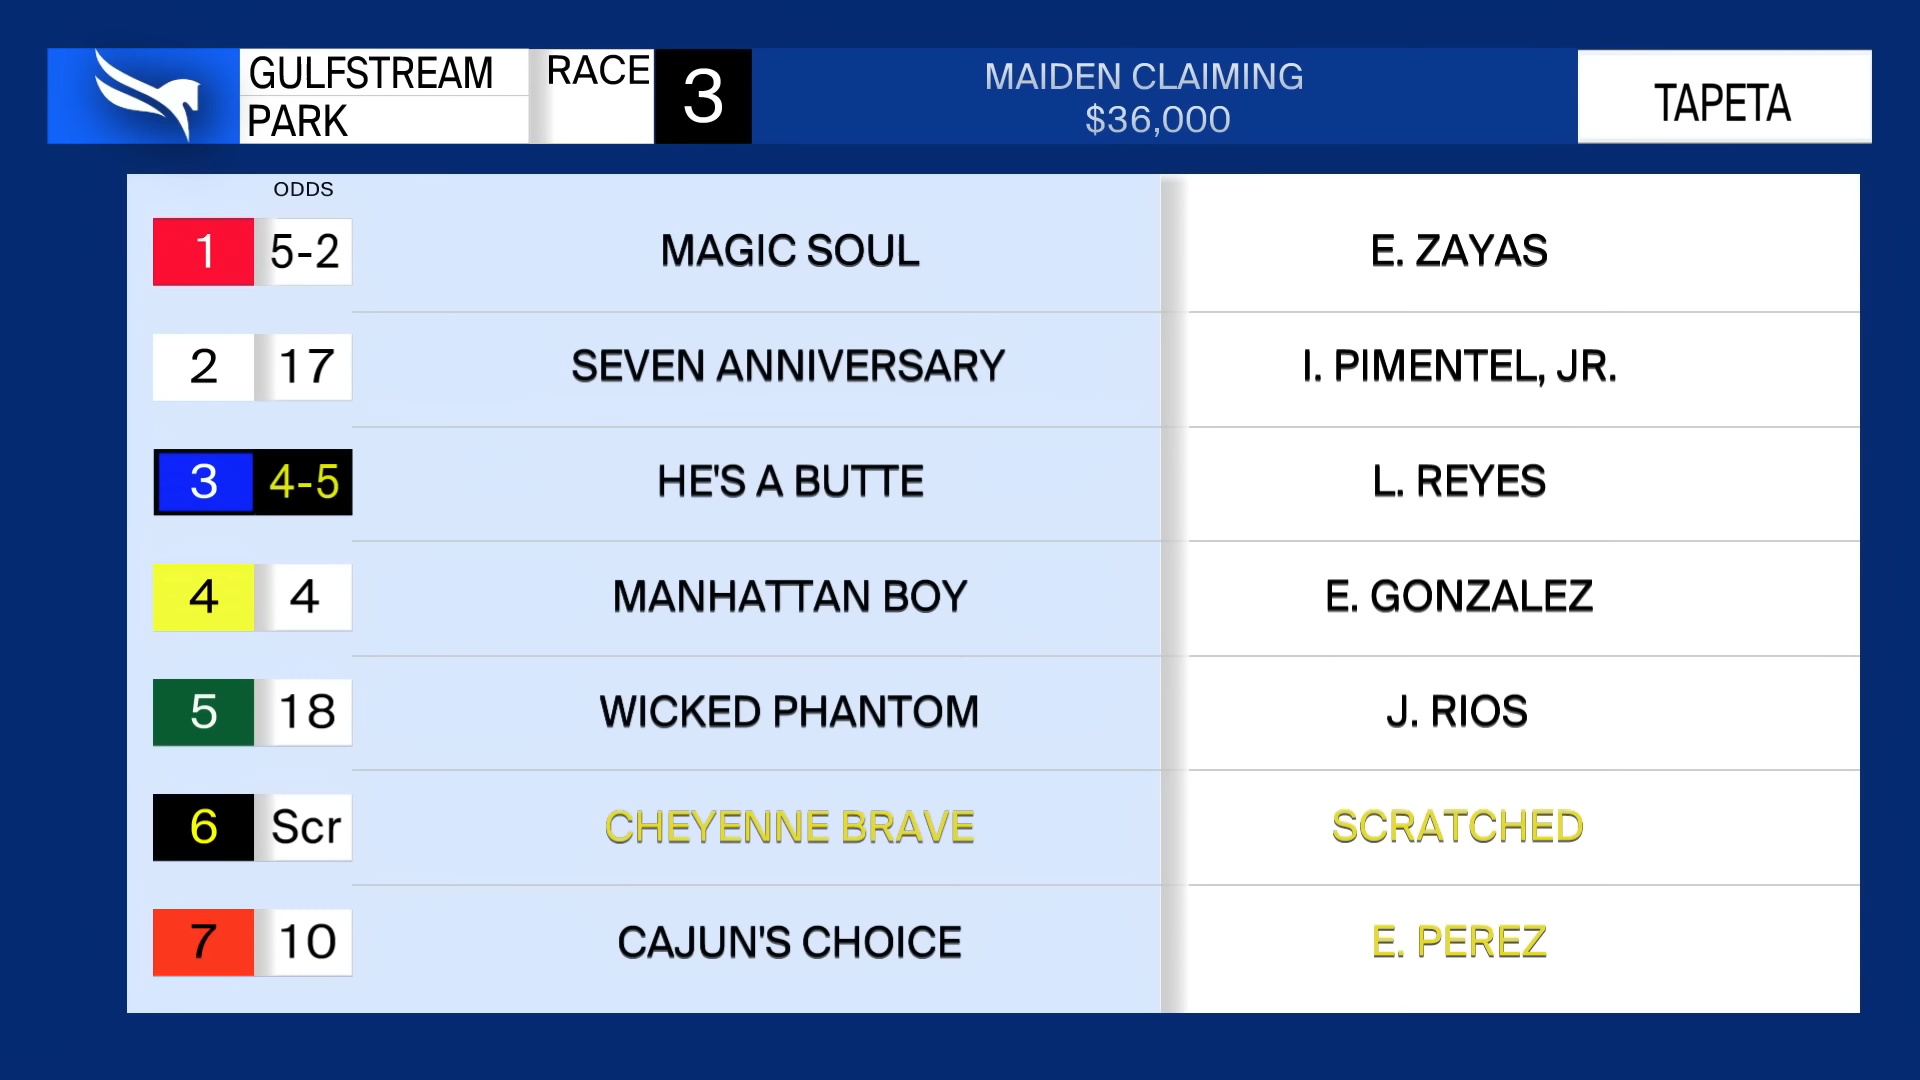 GULFSTREAM
PARK
RACE
3
MAIDEN CLAIMING
$36,000
TAPETA
ODDS
1 5-2 MAGIC SOUL E. ZAYAS
2 17 SEVEN ANNIVERSARY I. PIMENTEL, JR.
3 4-5 HE'S A BUTTE L. REYES
4 4 MANHATTAN BOY E. GONZALEZ
5 18 WICKED PHANTOM J. RIOS
6 Scr CHEYENNE BRAVE SCRATCHED
7 10 CAJUN'S CHOICE E. PEREZ